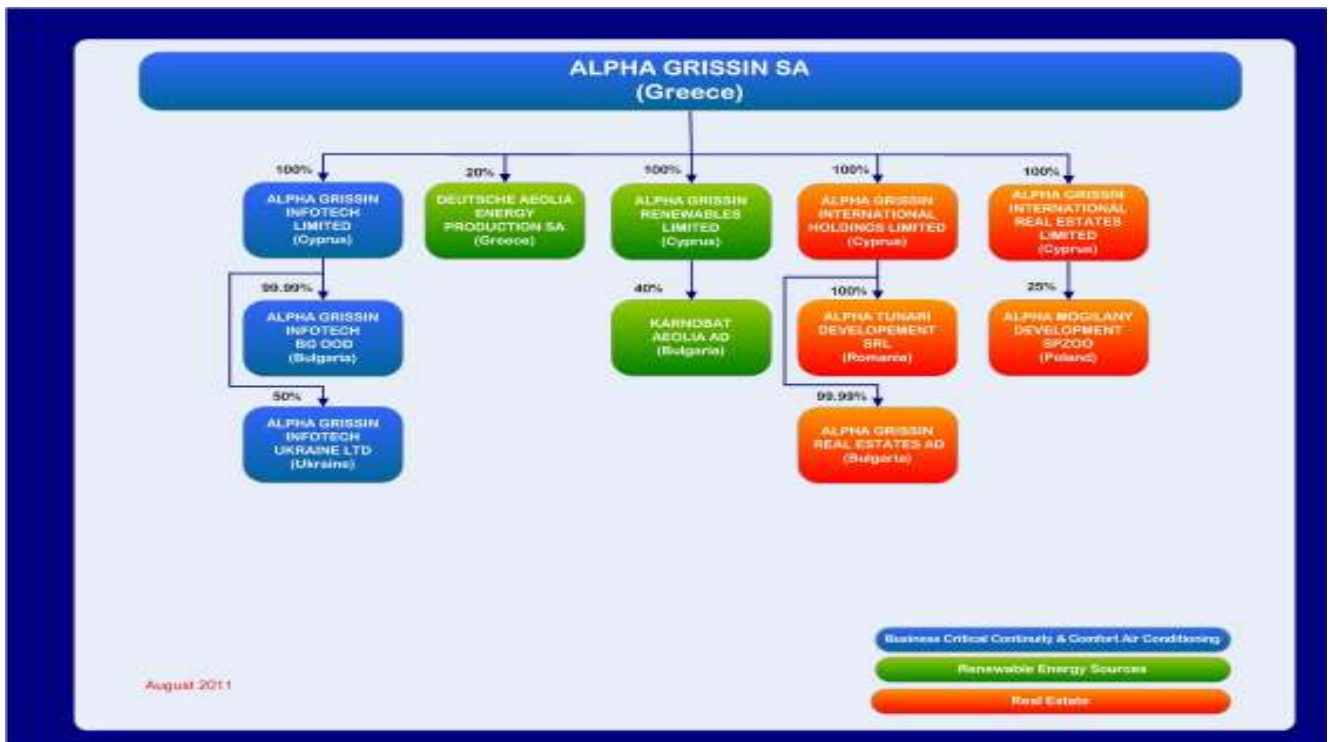 ALPHA GRISSIN SA
(Greece)
100%
20%
100%
100%
100%
ALPHA GRISSIN
INFOTECH
LIMITED
(Cyprus)
DEUTSCHE AEOLIA
ENERGY
PRODUCTION SA
(Greece)
ALPHA GRISSIN
RENEWABLES
LIMITED
(Cyprus)
ALPHA GRISSIN
INTERNATIONAL
HOLDINGS LIMITED
(Cyprus)
ALPHA GRISSIN
INTERNATIONAL
REAL ESTATES
LIMITED
(Cyprus)
99.99%
40%
100%
25%
ALPHA GRISSIN
INFOTECH
BG OOD
(Bulgaria)
KARNOBAT
AEOLIA AD
(Bulgaria)
ALPHA TUNARI
DEVELOPEMENT
SRL
(Romania)
ALPHA MOGILANY
DEVELOPMENT
SPZOO
(Poland)
50%
99.99%
ALPHA GRISSIN
INFOTECH
UKRAINE LTD
(Ukraine)
ALPHA GRISSIN
REAL ESTATES AD
(Bulgaria)
Business Critical Continuity & Comfort Air Conditioning
Renewable Energy Sources
Real Estate
August 2011